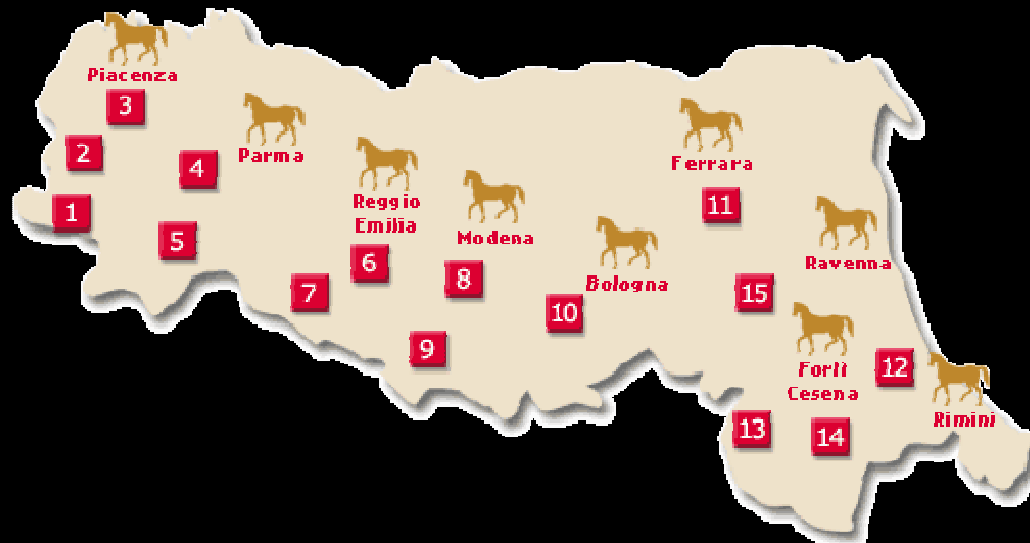 Piacenza
3
Parma
2
4
Ferrara
Reggio
Emilia
1
11
5
Modena
Ravenna
6
8
Bologna
7
15
10
9
Forlì
Cesena
12
Rimini
13
14